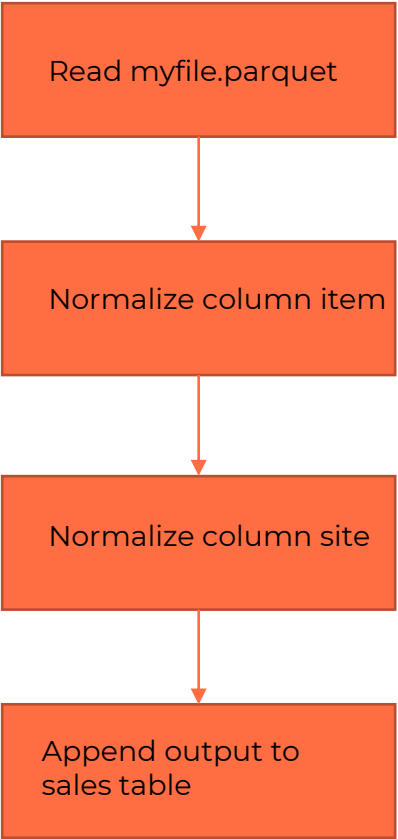 Read myfile.parquet
Normalize column item
Normalize column site
Append output to
sales table